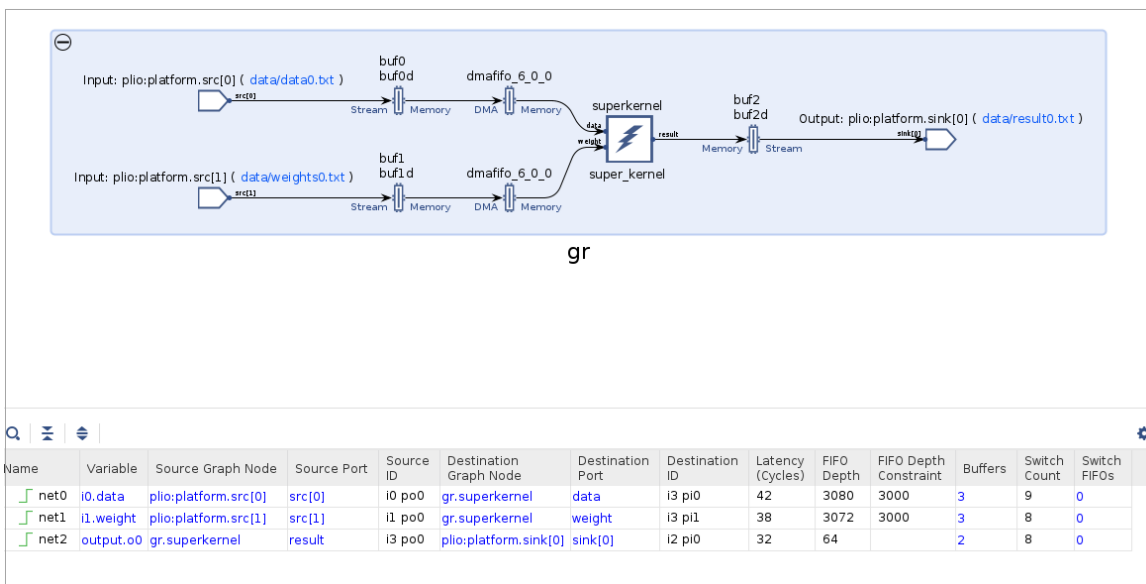 buf0
buf0d
dmafifo_6_0_0
Input: plio:platform.src[0] ( data/data0.txt )
src[0]
Stream Memory DMA Memory
superkernel
data
weight
result
super_kernel
buf2
buf2d
Memory Stream
Output: plio:platform.sink[0] ( data/result0.txt )
sink[0]
buf1
buf1d
dmafifo_6_0_0
Input: plio:platform.src[1] ( data/weights0.txt )
src[1]
Stream Memory DMA Memory
gr
Name Variable Source Graph Node Source Port Source ID Destination Graph Node Destination Port Destination ID Latency (Cycles) FIFO Depth FIFO Depth Constraint Buffers Switch Count Switch FIFOs
net0 i0.data plio:platform.src[0] src[0] i0 po0 gr.superkernel data i3 pi0 42 3080 3000 3 9 0
net1 i1.weight plio:platform.src[1] src[1] i1 po0 gr.superkernel weight i3 pi1 38 3072 3000 3 8 0
net2 output.o0 gr.superkernel result i3 po0 plio:platform.sink[0] sink[0] i2 pi0 32 64 2 8 0